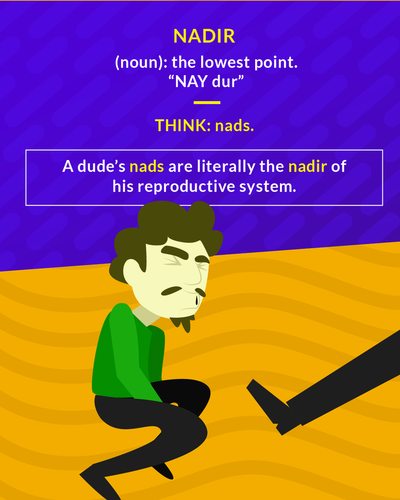 NADIR
(noun): the lowest point.
“NAY dur”
THINK: nads.
A dude’s nads are literally the nadir of
his reproductive system.